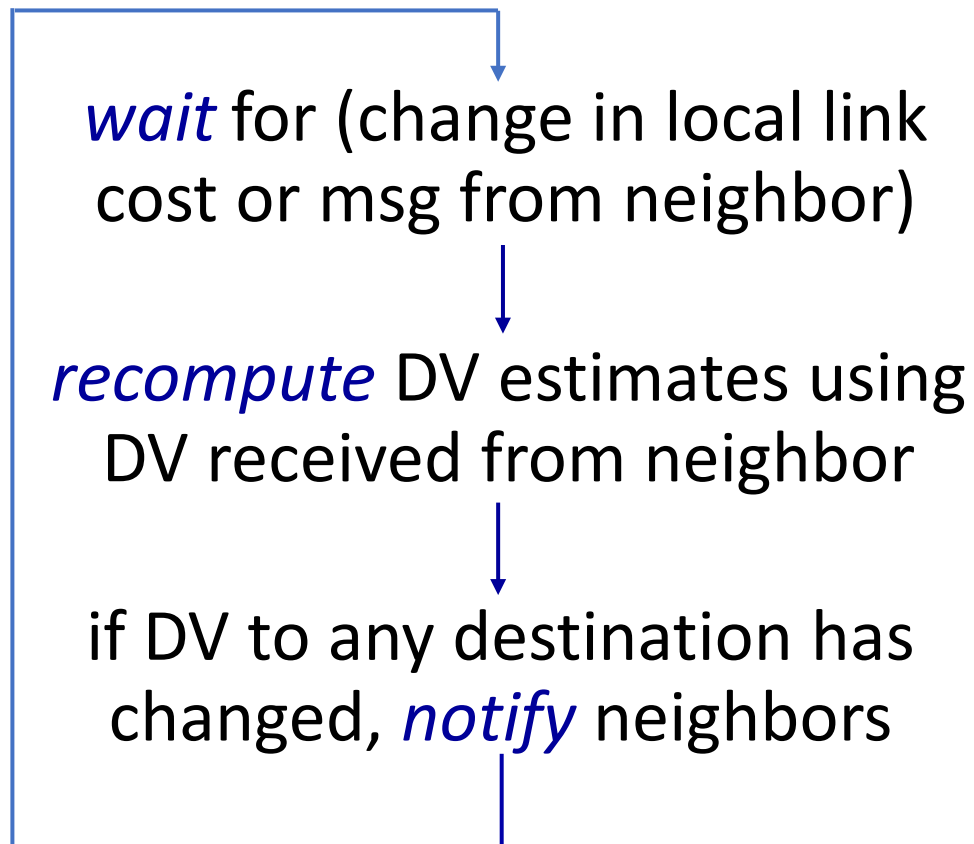 wait for (change in local link
cost or msg from neighbor)
recompute DV estimates using
DV received from neighbor
if DV to any destination has
changed, notify neighbors